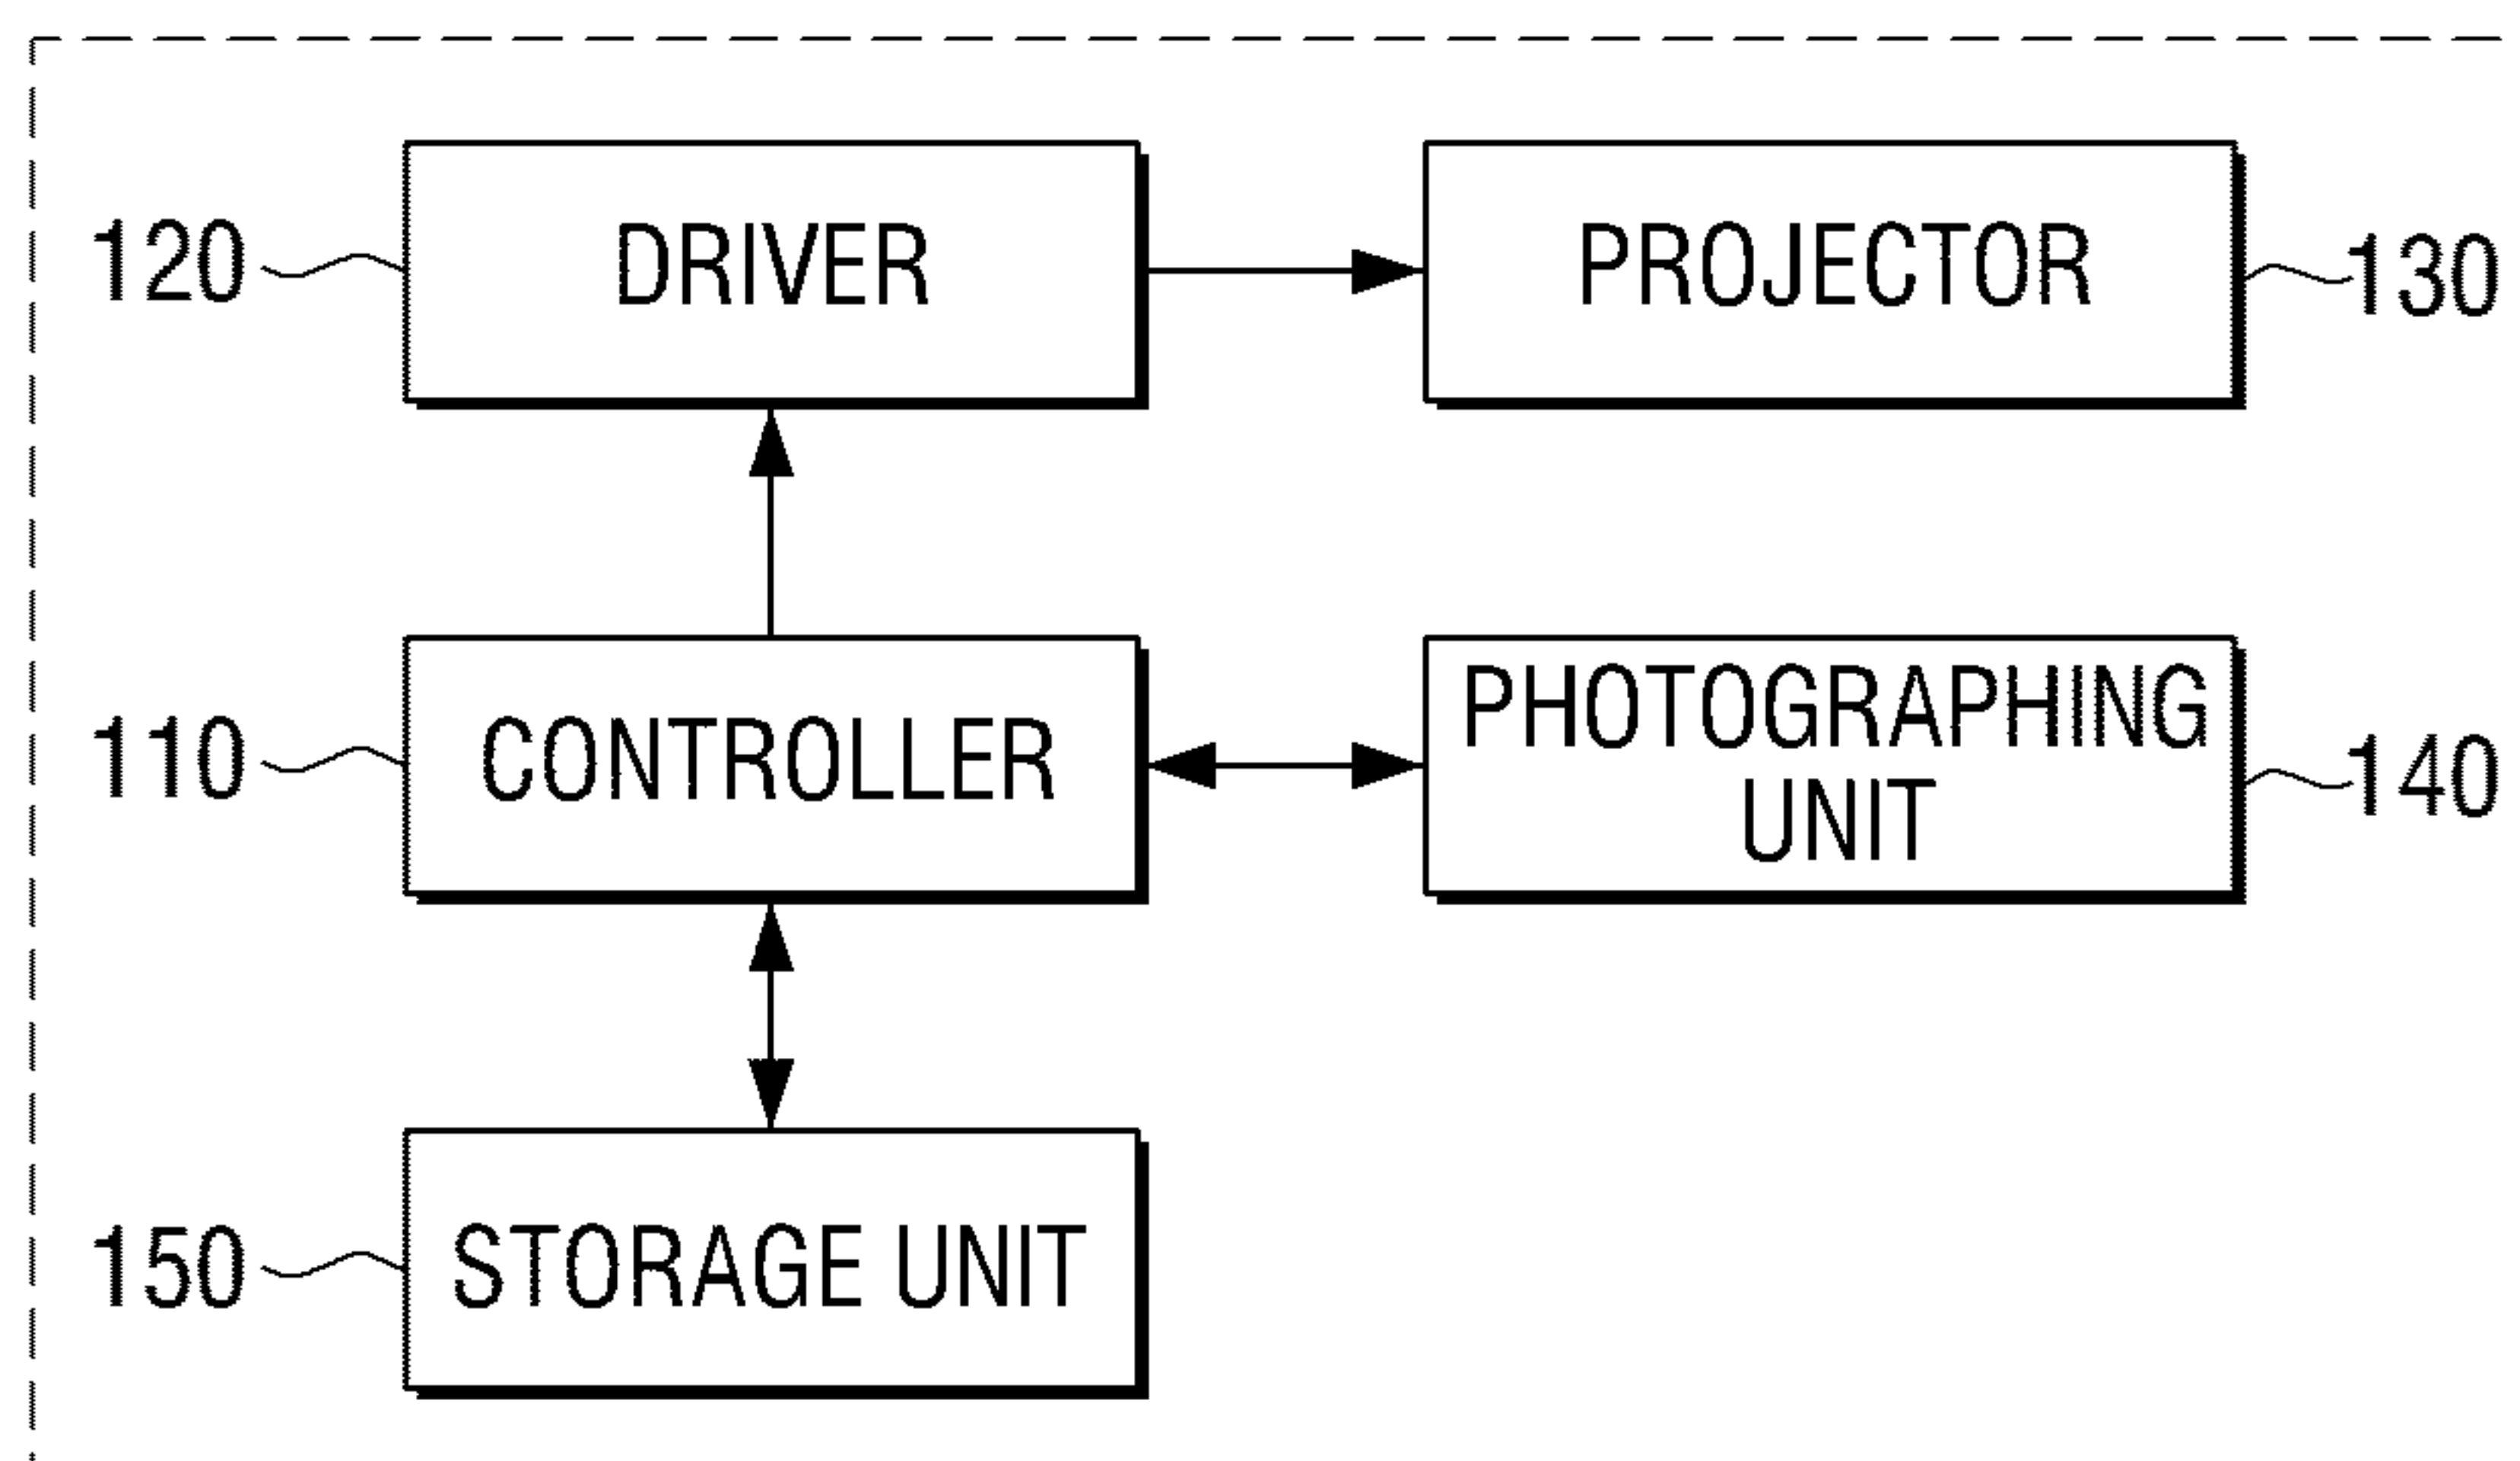 120 DRIVER PROJECTOR 130
110 CONTROLLER PHOTOGRAPHING UNIT 140
150 STORAGE UNIT